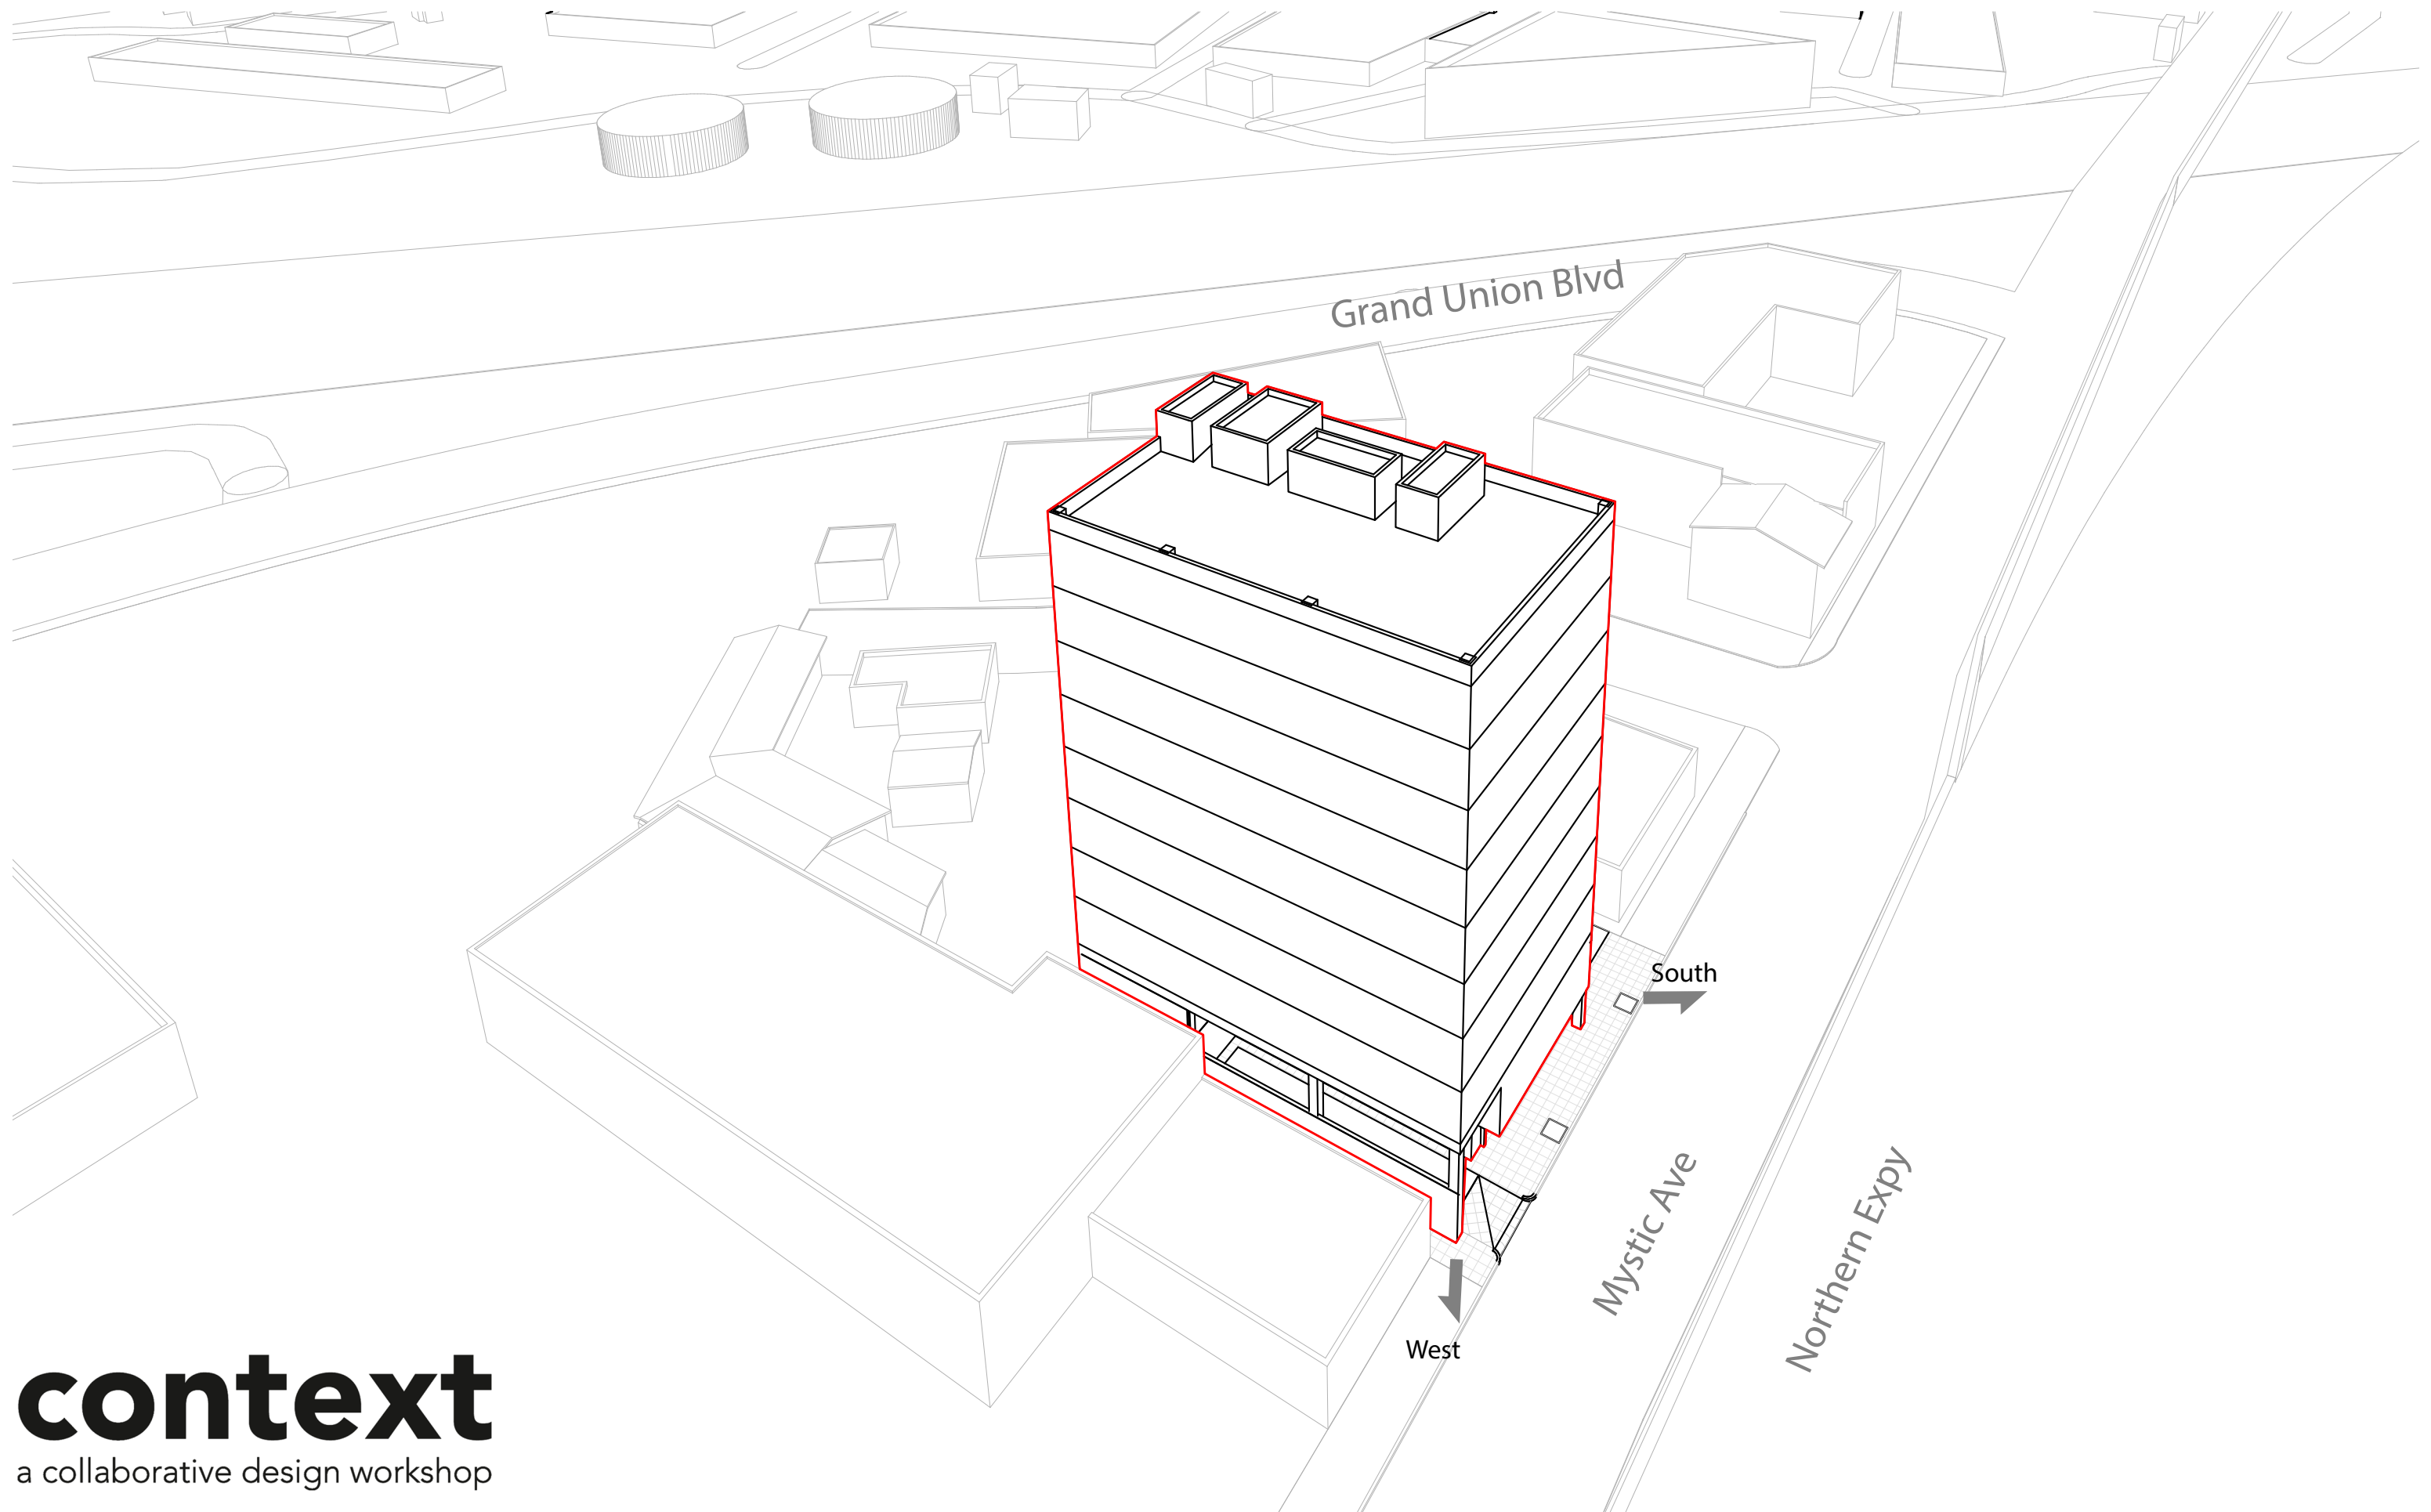 Grand Union Blvd
South
Mystic Ave
Northern Expy
West
context
a collaborative design workshop